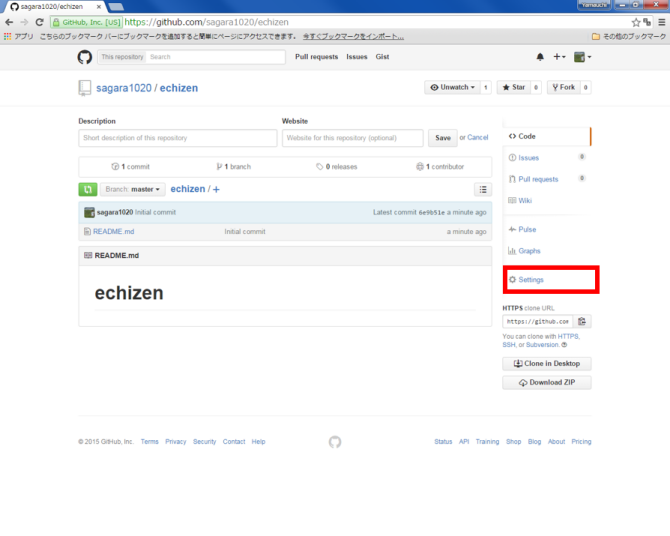 sagara1020/echizen
Yamauchi
GitHub, Inc. [US] https://github.com/sagara1020/echizen
アプリ こちらのブックマーク バーにブックマークを追加すると簡単にページにアクセスできます。 今すぐブックマークをインポート... その他のブックマーク
This repository Search Pull requests Issues Gist
sagara1020 / echizen Unwatch 1 Star 0 Fork 0
Description Website
Short description of this repository Website for this repository (optional) Save or Cancel
1 commit 1 branch 0 releases 1 contributor
Branch: master echizen / +
sagara1020 Initial commit Latest commit 6e9b51e a minute ago
README.md Initial commit a minute ago
README.md
echizen
Code
Issues 0
Pull requests 0
Wiki
Pulse
Graphs
Settings
HTTPS clone URL
https://github.com
You can clone with HTTPS,
SSH, or Subversion.
Clone in Desktop
Download ZIP
© 2015 GitHub, Inc. Terms Privacy Security Contact Help Status API Training Shop Blog About Pricing